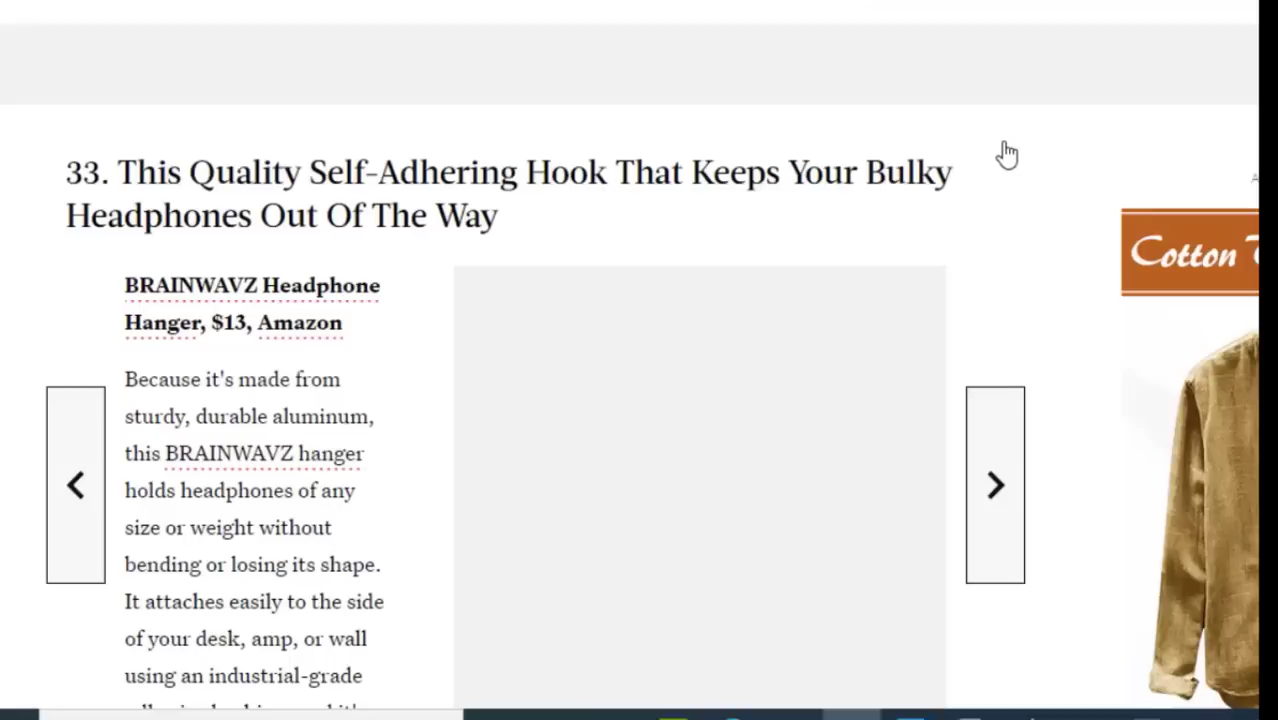 33. This Quality Self-Adhering Hook That Keeps Your Bulky
Headphones Out Of The Way
BRAINWAVZ Headphone
Hanger, $13, Amazon
Because it's made from
sturdy, durable aluminum,
this BRAINWAVZ hanger
holds headphones of any
size or weight without
bending or losing its shape.
It attaches easily to the side
of your desk, amp, or wall
using an industrial-grade
Cotton